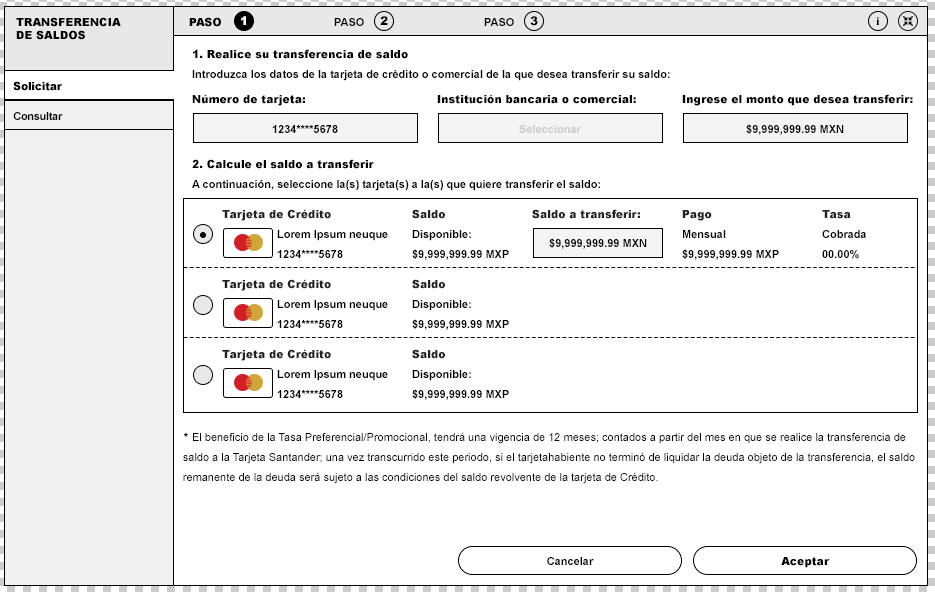 TRANSFERENCIA
DE SALDOS
PASO 1 PASO 2 PASO 3 i
Solicitar
Consultar
1. Realice su transferencia de saldo
Introduzca los datos de la tarjeta de crèdito o comercial de la que desea transferir su saldo:
Número de tarjeta: Institución bancaria o comercial: Ingrese el monto que desea transferir:
1234****5678 Seleccionar $9,999,999.99 MXN
2. Calcule el saldo a transferir
A continuación, seleccione la(s) tarjeta(s) a la(s) que quiere transferir el saldo:
Tarjeta de Crédito Saldo Saldo a transferir: Pago Tasa
Lorem Ipsum neuque Disponible: $9,999,999.99 MXN Mensual Cobrada
1234****5678 $9,999,999.99 MXP $9,999,999.99 MXP 00.00%
Tarjeta de Crédito Saldo
Lorem Ipsum neuque Disponible:
1234****5678 $9,999,999.99 MXP
Tarjeta de Crédito Saldo
Lorem Ipsum neuque Disponible:
1234****5678 $9,999,999.99 MXP
* El beneficio de la Tasa Preferencial/Promocional, tendrá una vigencia de 12 meses; contados a partir del mes en que se realice la transferencia de
saldo a la Tarjeta Santander; una vez transcurrido este periodo, si el tarjetahabiente no terminó de liquidar la deuda objeto de la transferencia, el saldo
remanente de la deuda será sujeto a las condiciones del saldo revolvente de la tarjeta de Crédito.
Cancelar Aceptar